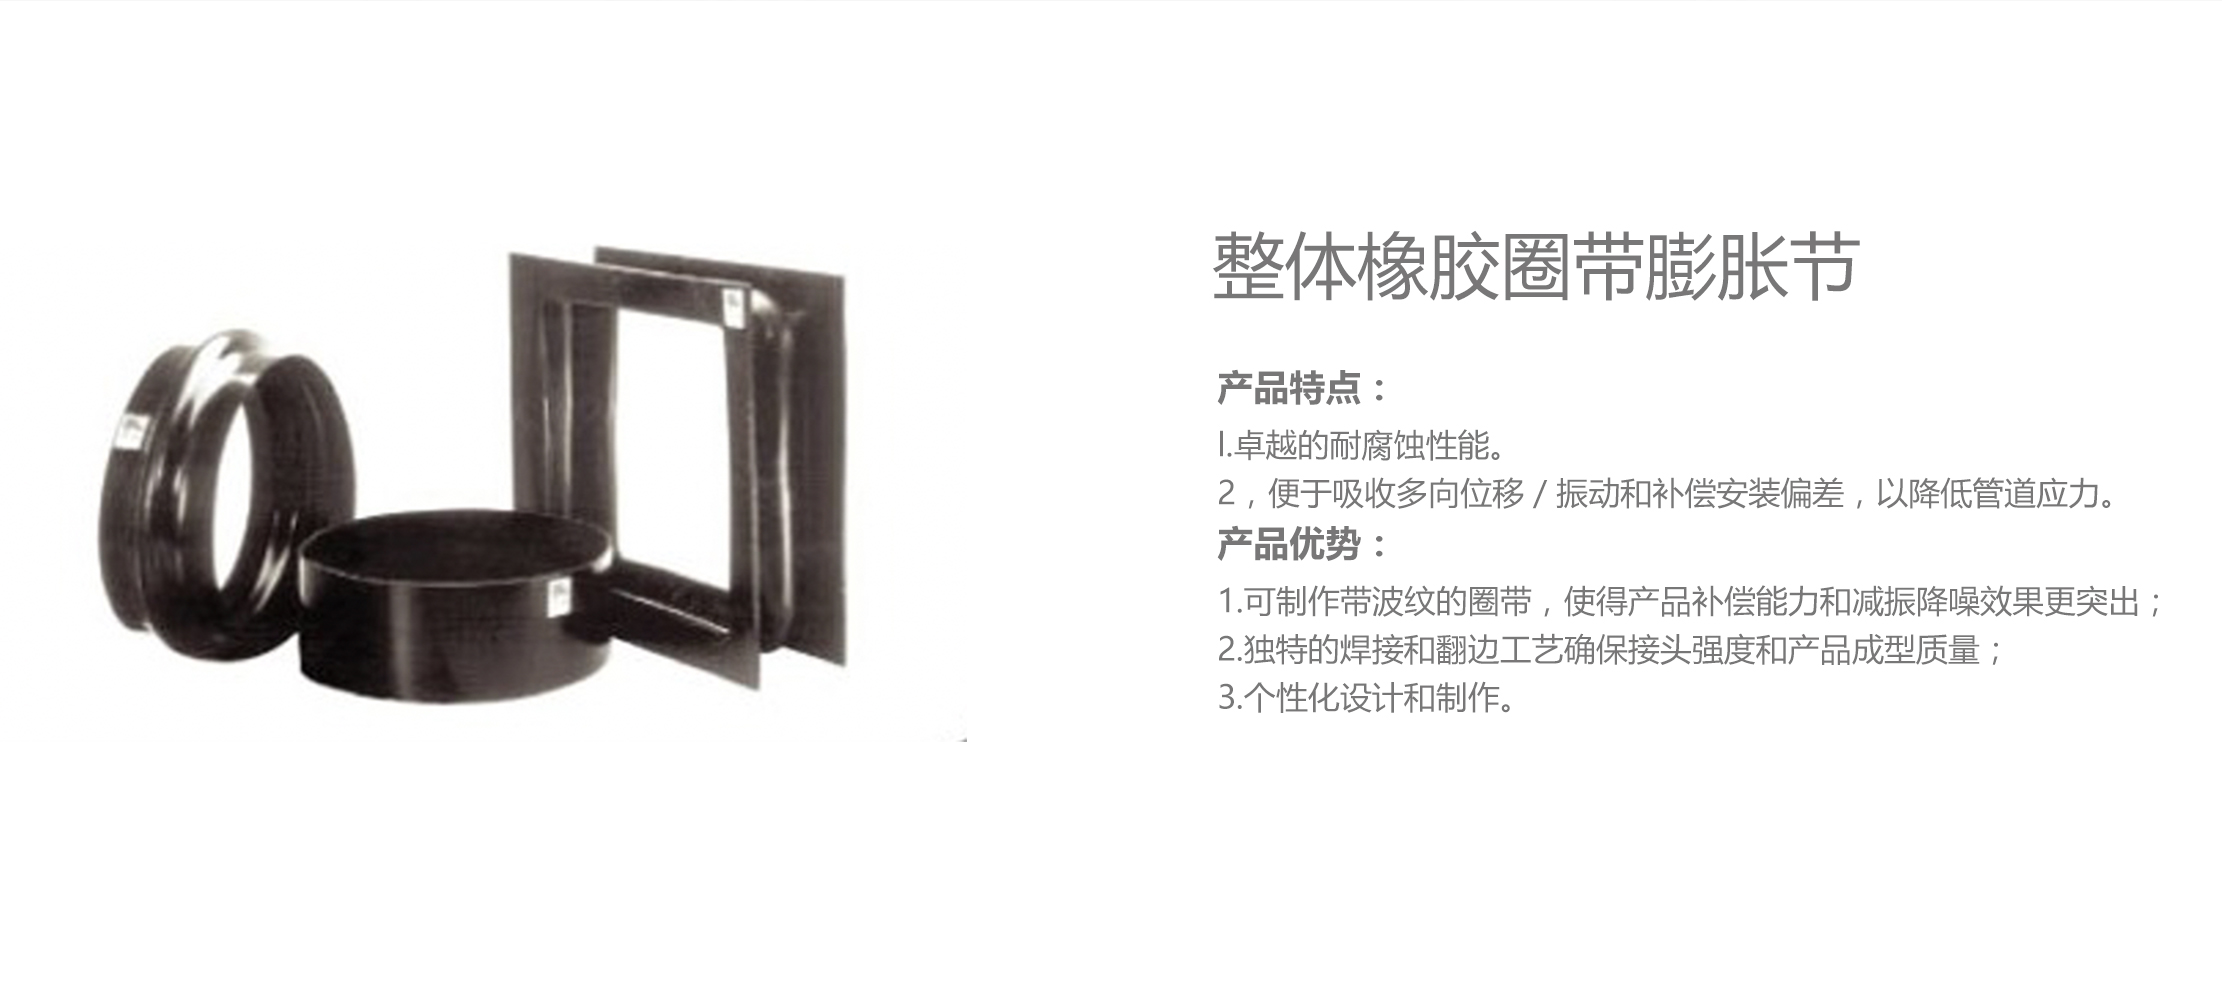 整体橡胶圈带膨胀节
产品特点：
l.卓越的耐腐蚀性能。
2，便于吸收多向位移 / 振动和补偿安装偏差，以降低管道应力。
产品优势：
1.可制作带波纹的圈带，使得产品补偿能力和减振降噪效果更突出；
2.独特的焊接和翻边工艺确保接头强度和产品成型质量；
3.个性化设计和制作。